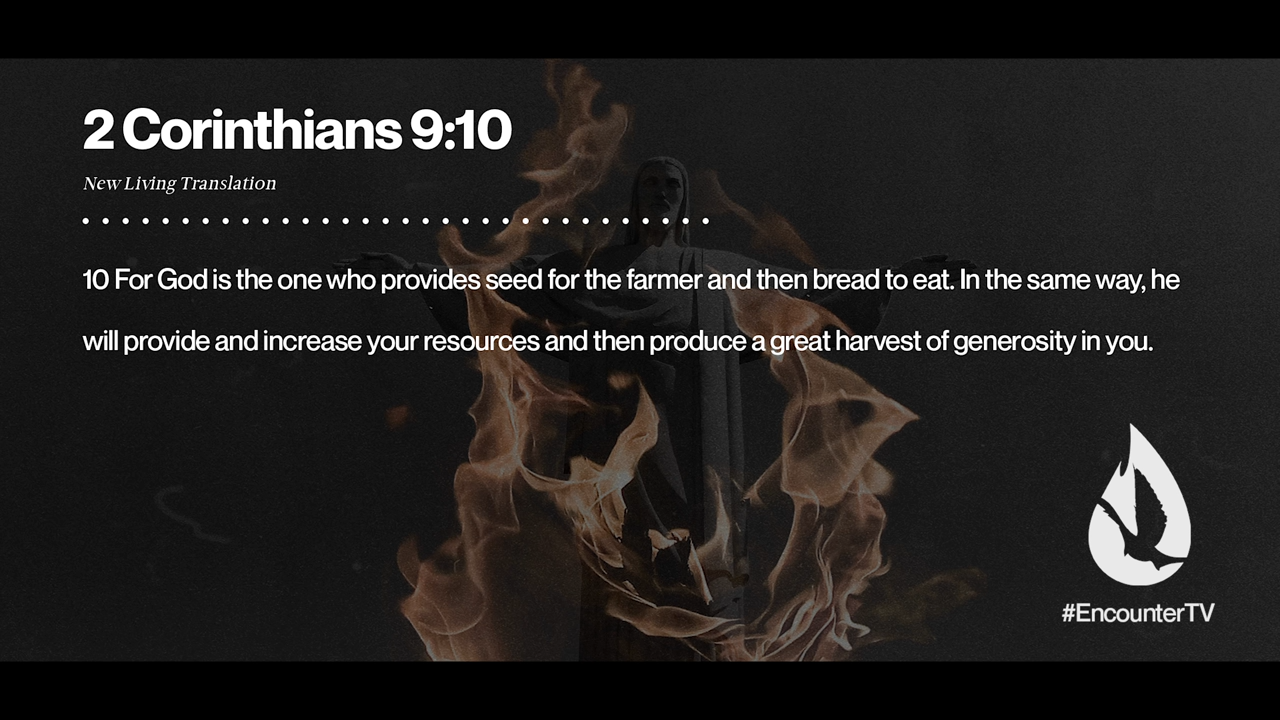 2 Corinthians 9:10
New Living Translation
10 For God is the one who provides seed for the farmer and then bread to eat. In the same way, he
will provide and increase your resources and then produce a great harvest of generosity in you.
#EncounterTV